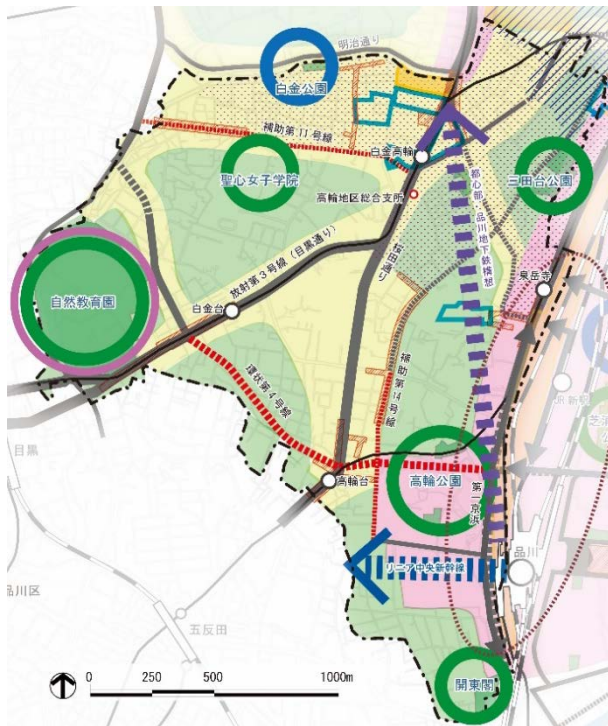 明治通り
白金公園
補助第11号線
白金高輪
聖心女子学院
三田台公園
高輪地区総合支所
都心部・品川地下鉄構想
桜田通り
泉岳寺
自然教育園
放射第3号線（目黒通り）
白金台
補助第14号線
JR新駅
環状第4号線
目黒
高輪台
高輪公園
第一京浜
品川
リニア中央新幹線
品川区
五反田
開東閣
0 250 500 1000m